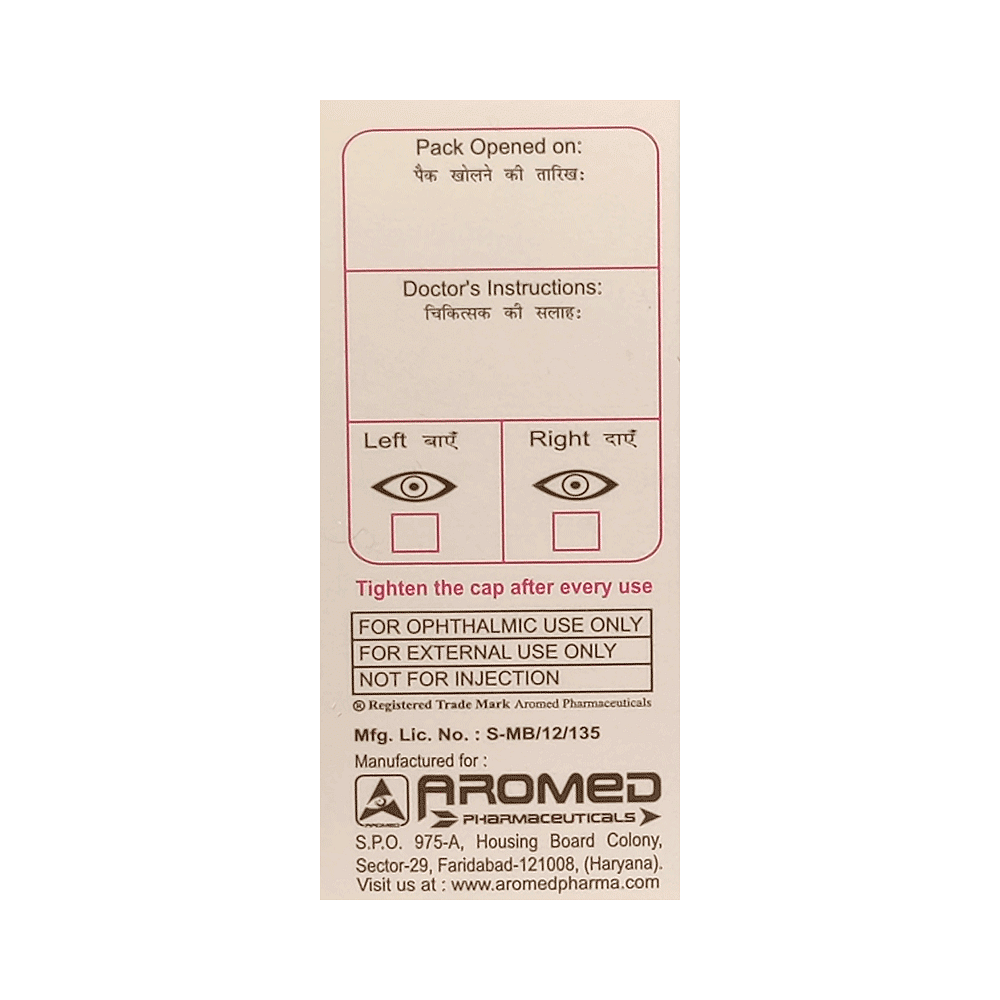 Pack Opened on:
पैक खोलने की तारिख:
Doctor's Instructions:
चिकित्सक की सलाह:
Left बाएँ
Right दाएँ
Tighten the cap after every use
FOR OPHTHALMIC USE ONLY
FOR EXTERNAL USE ONLY
NOT FOR INJECTION
® Registered Trade Mark Aromed Pharmaceuticals
Mfg. Lic. No. : S-MB/12/135
Manufactured for :
AROMED
AROMED
PHARMACEUTICALS
S.P.O. 975-A, Housing Board Colony,
Sector-29, Faridabad-121008, (Haryana).
Visit us at : www.aromedpharma.com